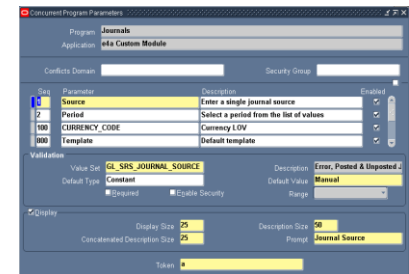 Concurrent Program Parameters
Program Journals
Application e4a Custom Module
Conflicts Domain Security Group
Seq Parameter Description Enabled
1 Source Enter a single journal source
2 Period Select a period from the list of values
100 CURRENCY_CODE Currency LOV
800 Template Default template
Validation
Value Set GL_SRS_JOURNAL_SOURCE Description Error, Posted & Unposted J
Default Type Constant Default Value Manual
Required Enable Security Range
Display
Display Size 25 Description Size 50
Concatenated Description Size 25 Prompt Journal Source
Token a